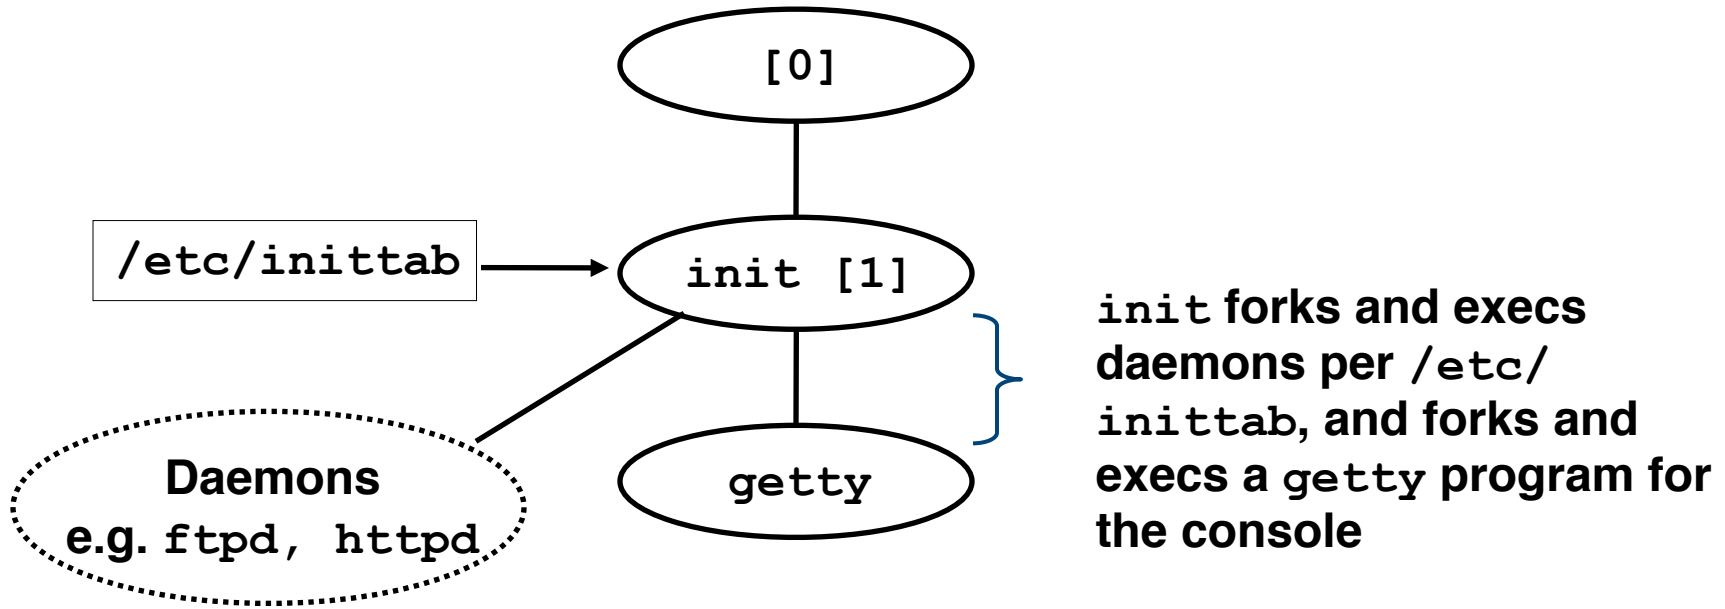 [0]
/etc/inittab
init [1]
init forks and execs
daemons per /etc/
inittab, and forks and
execs a getty program for
the console
Daemons
e.g. ftpd, httpd
getty